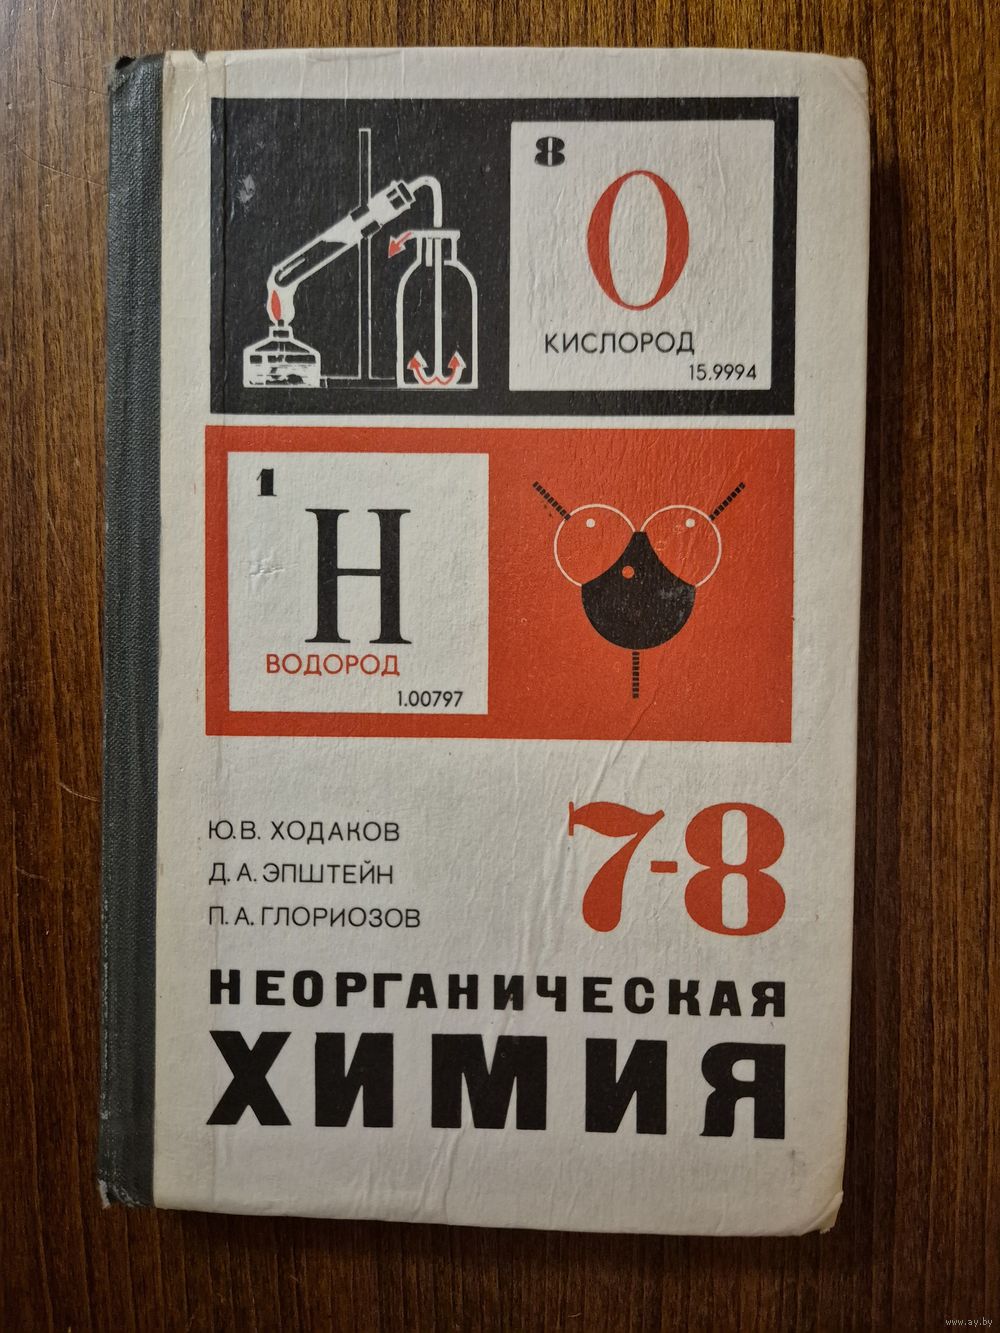 8
O
КИСЛОРОД
15.9994
1
H
ВОДОРОД
1.00797
Ю.В. ХОДАКОВ
Д.А. ЭПШТЕЙН
П.А. ГЛОРИОЗОВ
7-8
НЕОРГАНИЧЕСКАЯ
ХИМИЯ
www.ay.by